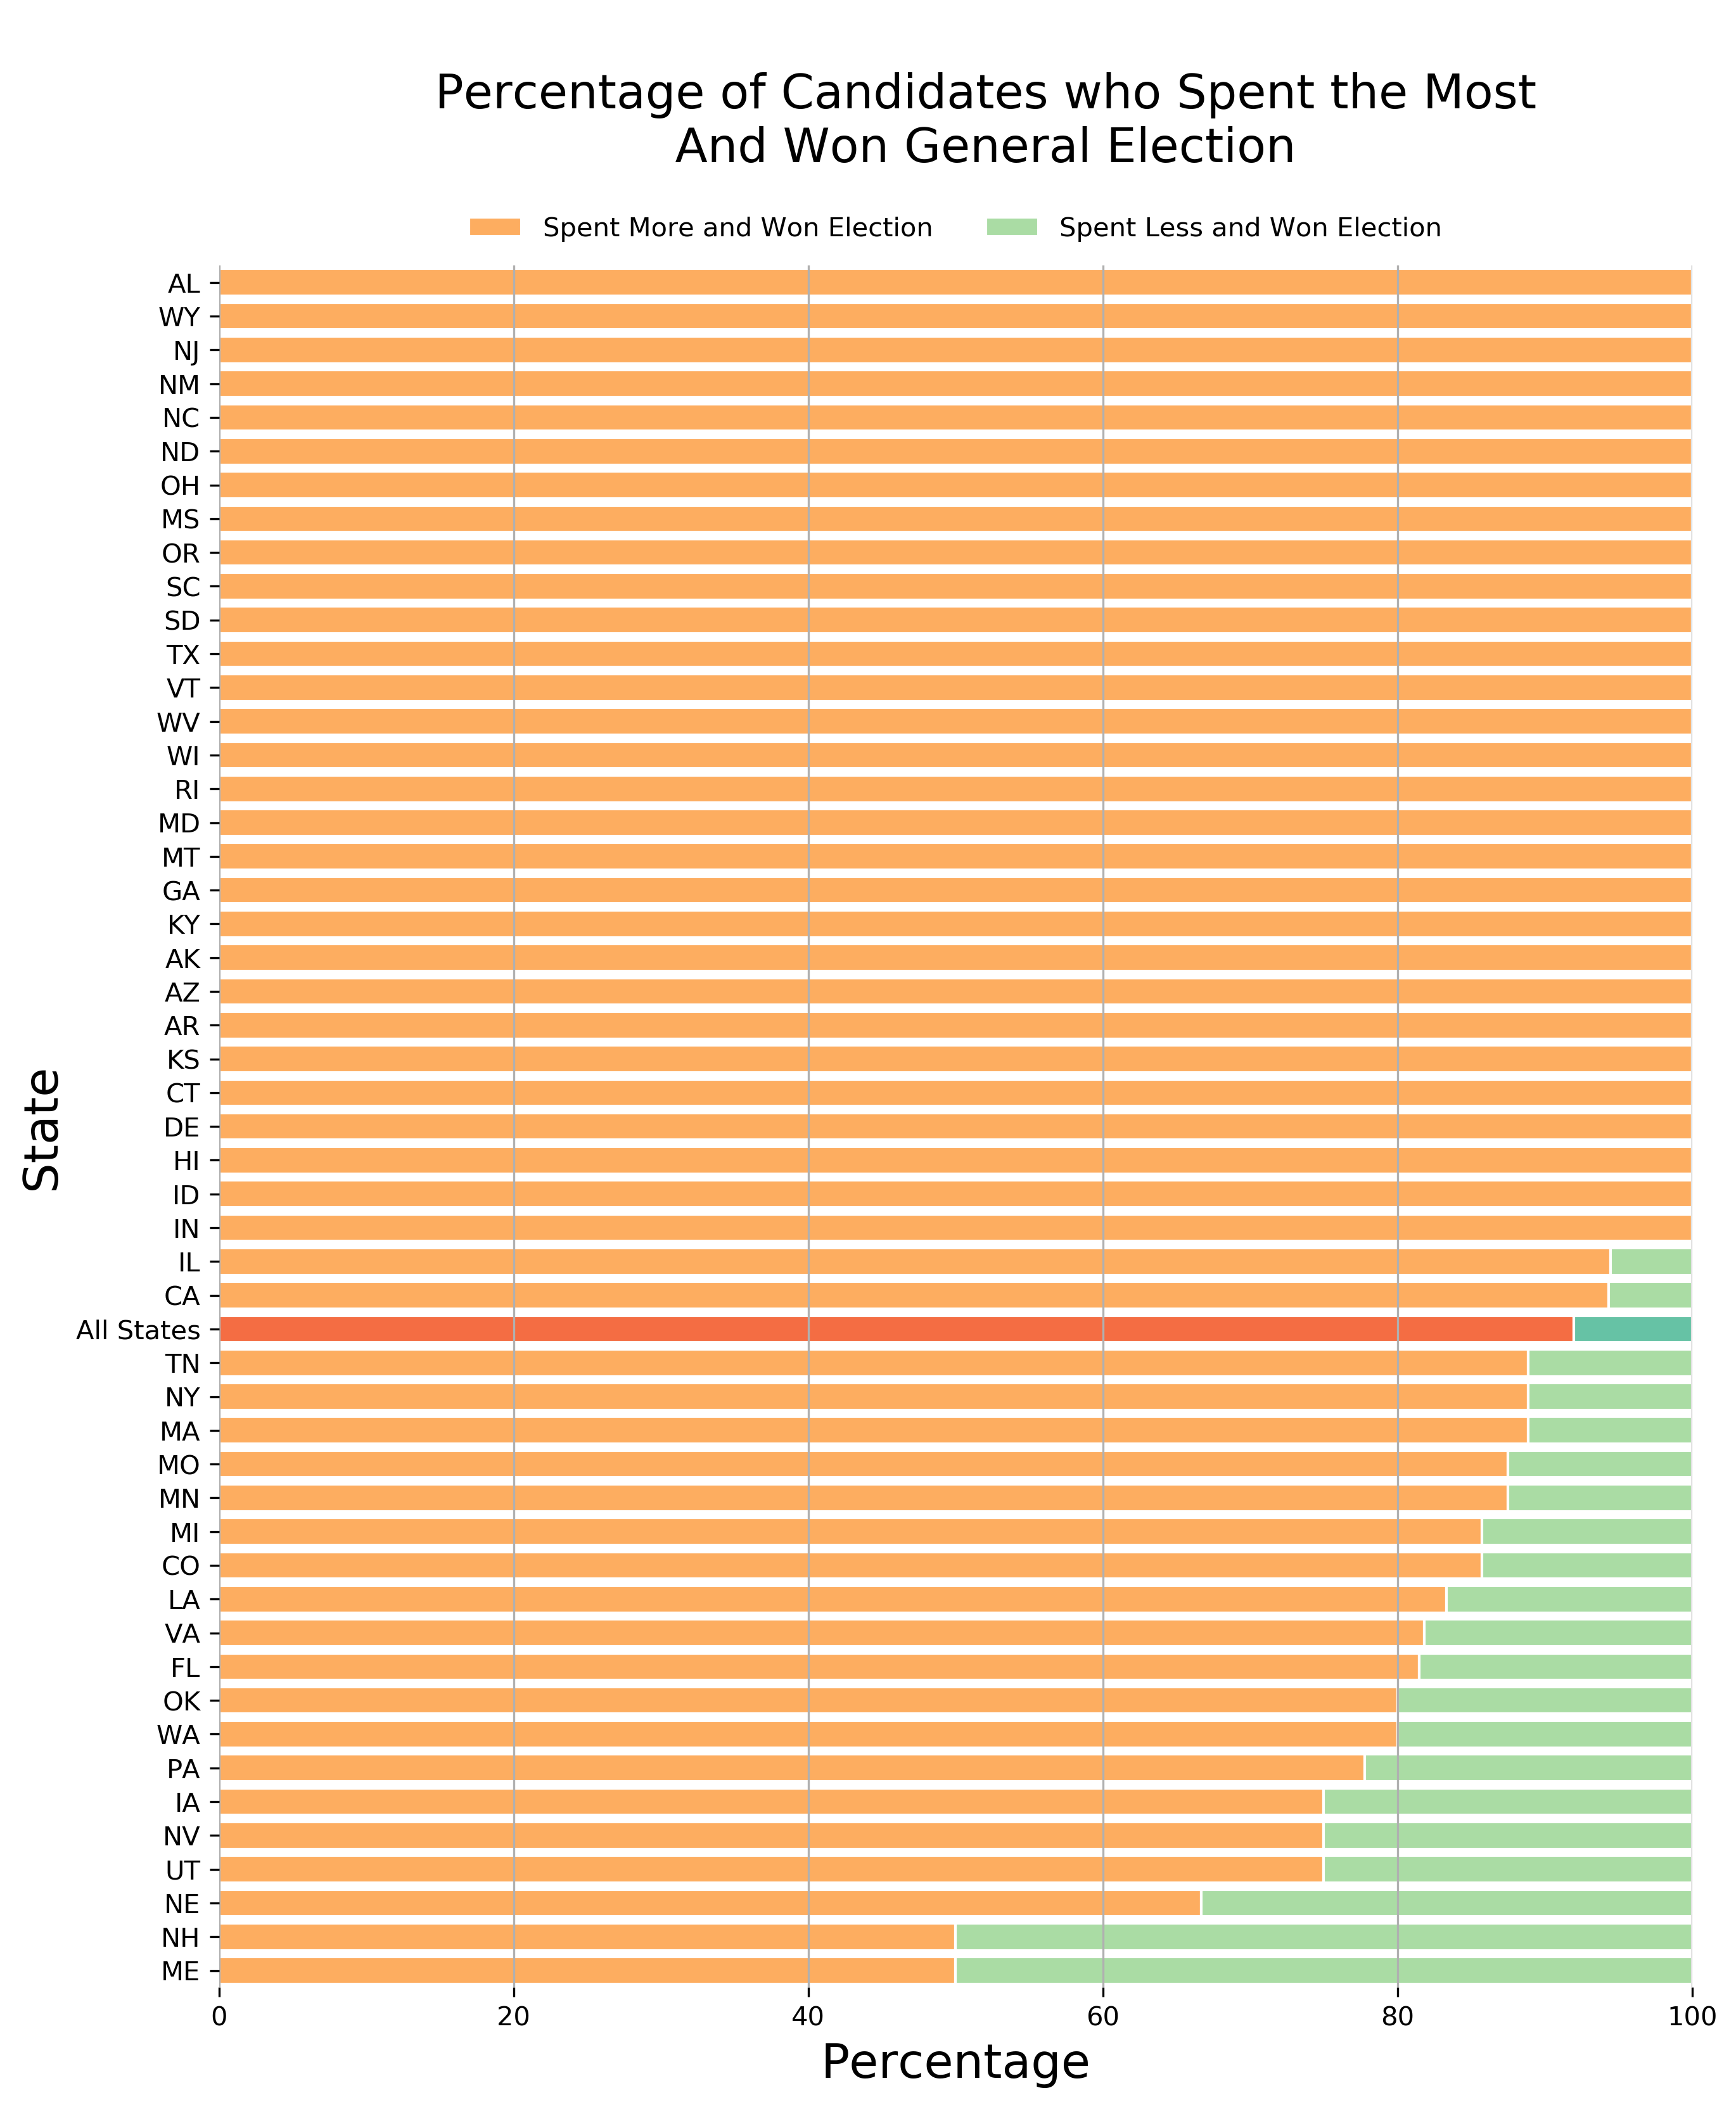 Percentage of Candidates who Spent the Most
And Won General Election
Spent More and Won Election
Spent Less and Won Election
State
AL
WY
NJ
NM
NC
ND
OH
MS
OR
SC
SD
TX
VT
WV
WI
RI
MD
MT
GA
KY
AK
AZ
AR
KS
CT
DE
HI
ID
IN
IL
CA
All States
TN
NY
MA
MO
MN
MI
CO
LA
VA
FL
OK
WA
PA
IA
NV
UT
NE
NH
ME
0 20 40 60 80 100
Percentage